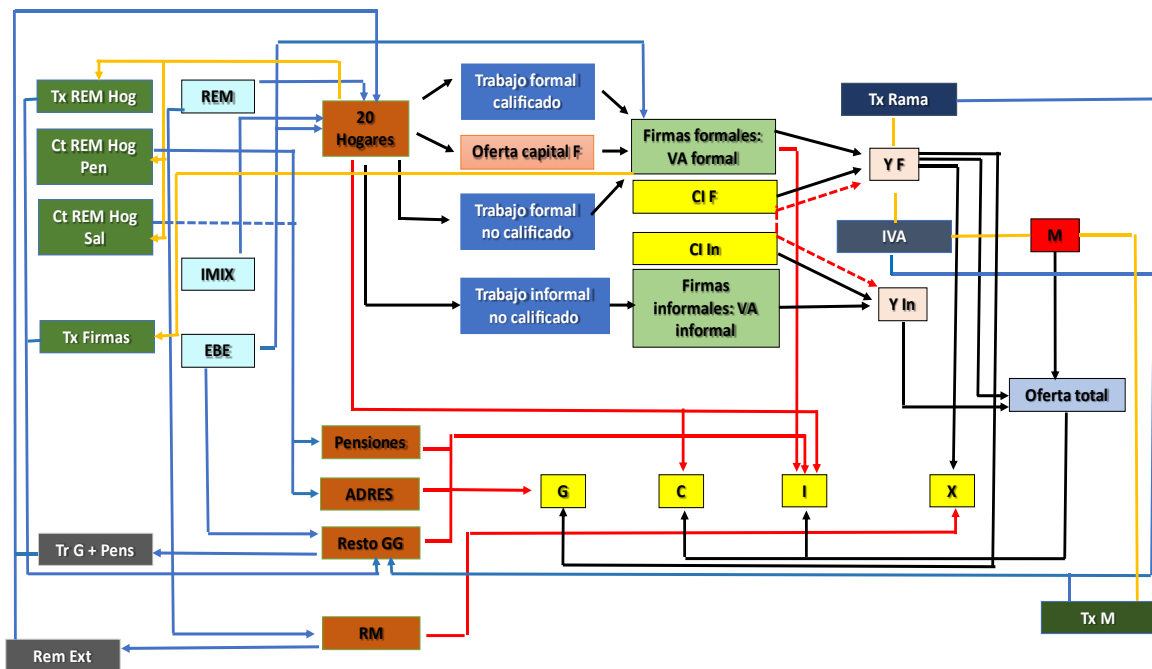 Tx REM Hog
REM
Ct REM Hog
Pen
Ct REM Hog
Sal
IMIX
Tx Firmas
EBE
20
Hogares
Trabajo formal
calificado
Oferta capital F
Trabajo formal
no calificado
Trabajo informal
no calificado
Firmas formales:
VA formal
CI F
CI In
Firmas
informales: VA
informal
Tx Rama
Y F
IVA
M
Y In
Oferta total
Pensiones
ADRES
Resto GG
RM
G
C
I
X
Tr G + Pens
Rem Ext
Tx M